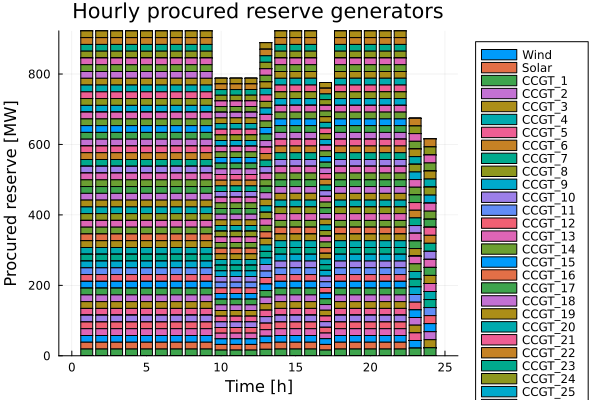 Hourly procured reserve generators
Procured reserve [MW]
800
600
400
200
0
0 5 10 15 20 25
Time [h]
Wind
Solar
CCGT_1
CCGT_2
CCGT_3
CCGT_4
CCGT_5
CCGT_6
CCGT_7
CCGT_8
CCGT_9
CCGT_10
CCGT_11
CCGT_12
CCGT_13
CCGT_14
CCGT_15
CCGT_16
CCGT_17
CCGT_18
CCGT_19
CCGT_20
CCGT_21
CCGT_22
CCGT_23
CCGT_24
CCGT_25